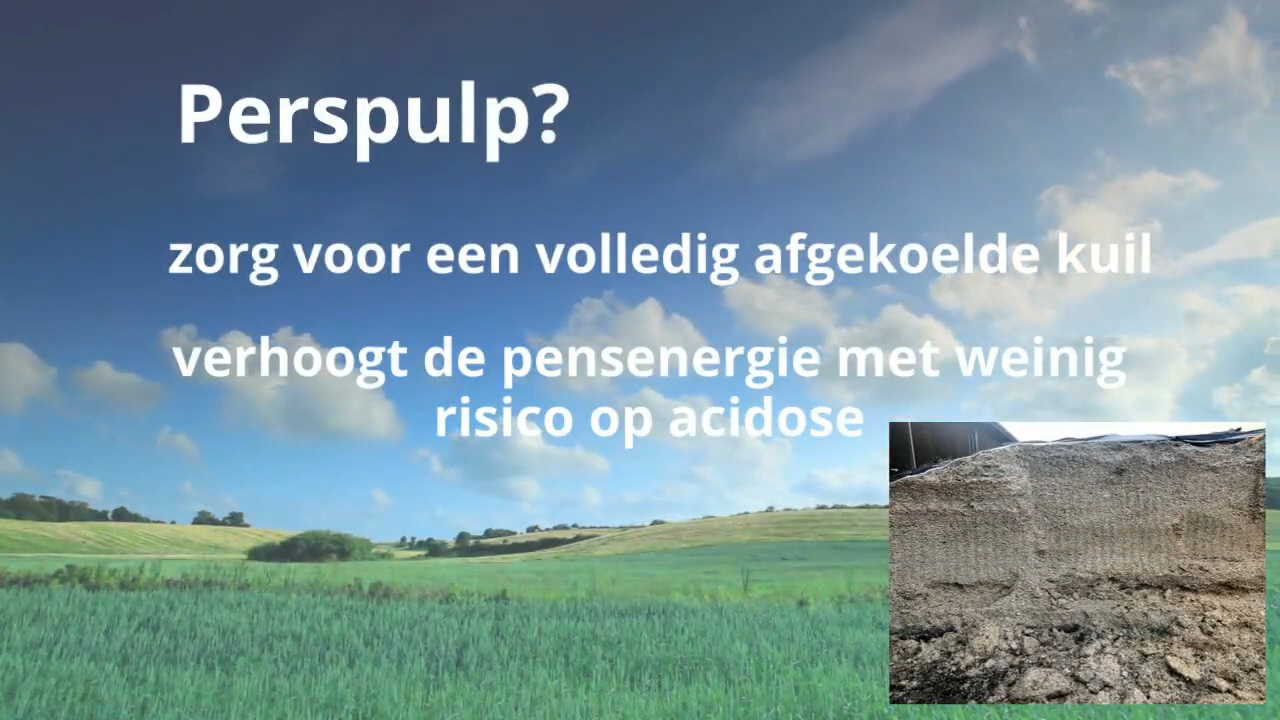 Perspulp?
zorg voor een volledig afgekoelde kuil
verhoogt de pensenergie met weinig
risico op acidose